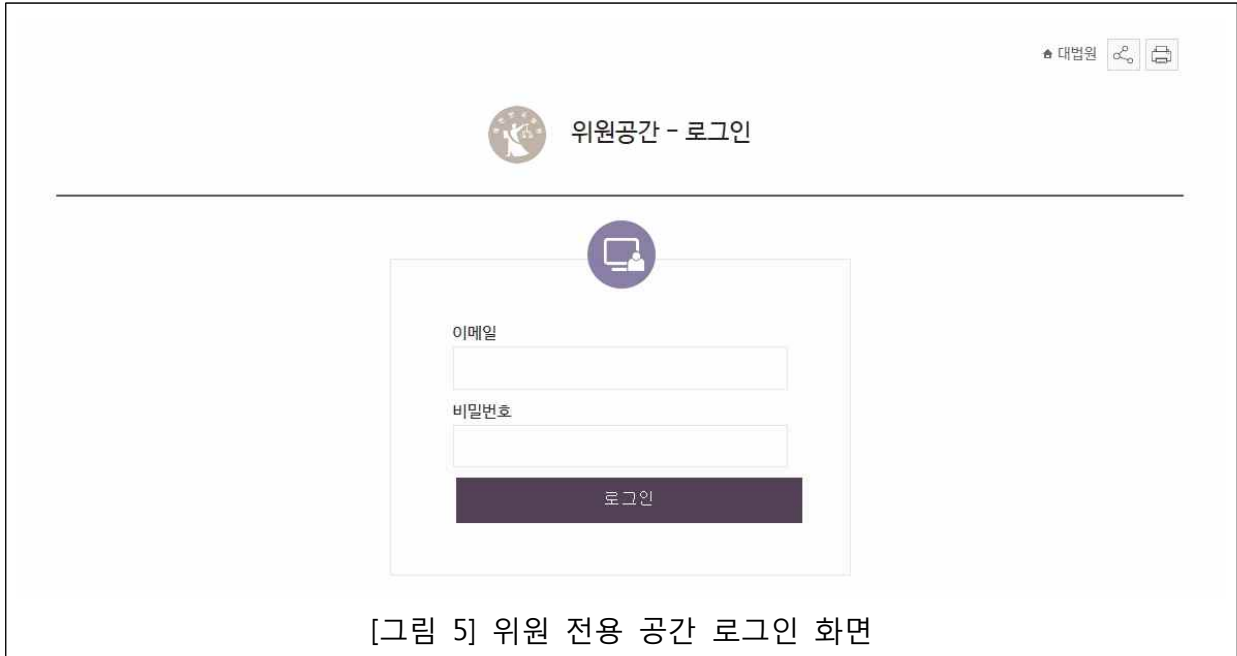 대법원
위원공간 - 로그인
이메일
비밀번호
로그인
[그림 5] 위원 전용 공간 로그인 화면